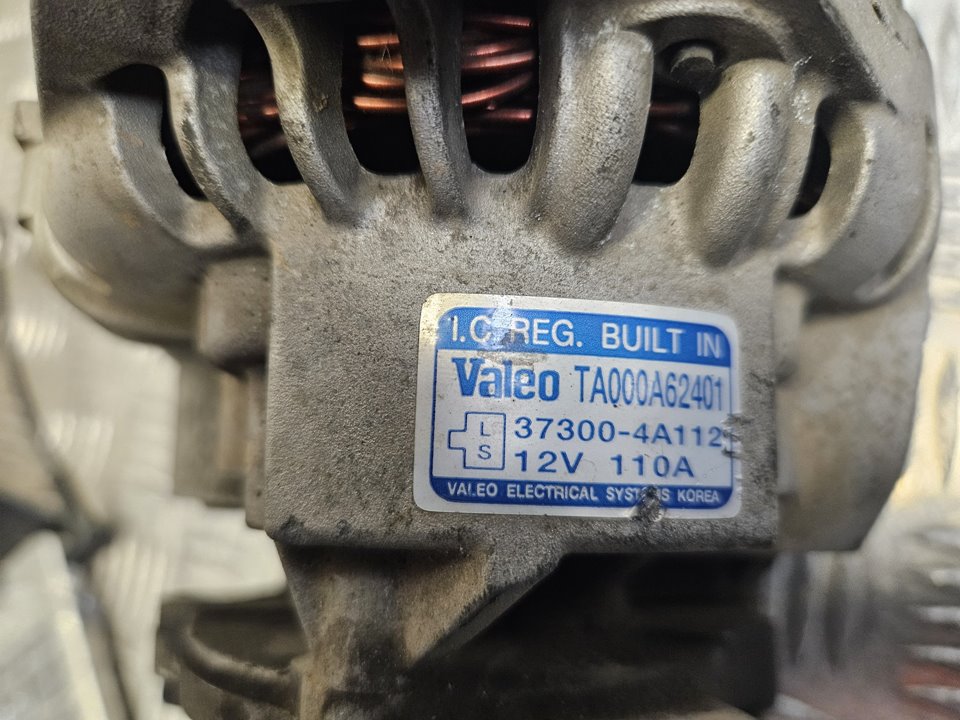 I.C REG. BUILT IN
Valeo TA000A62401
L
S
37300-4A112
12V 110A
VALEO ELECTRICAL SYSTEMS KOREA